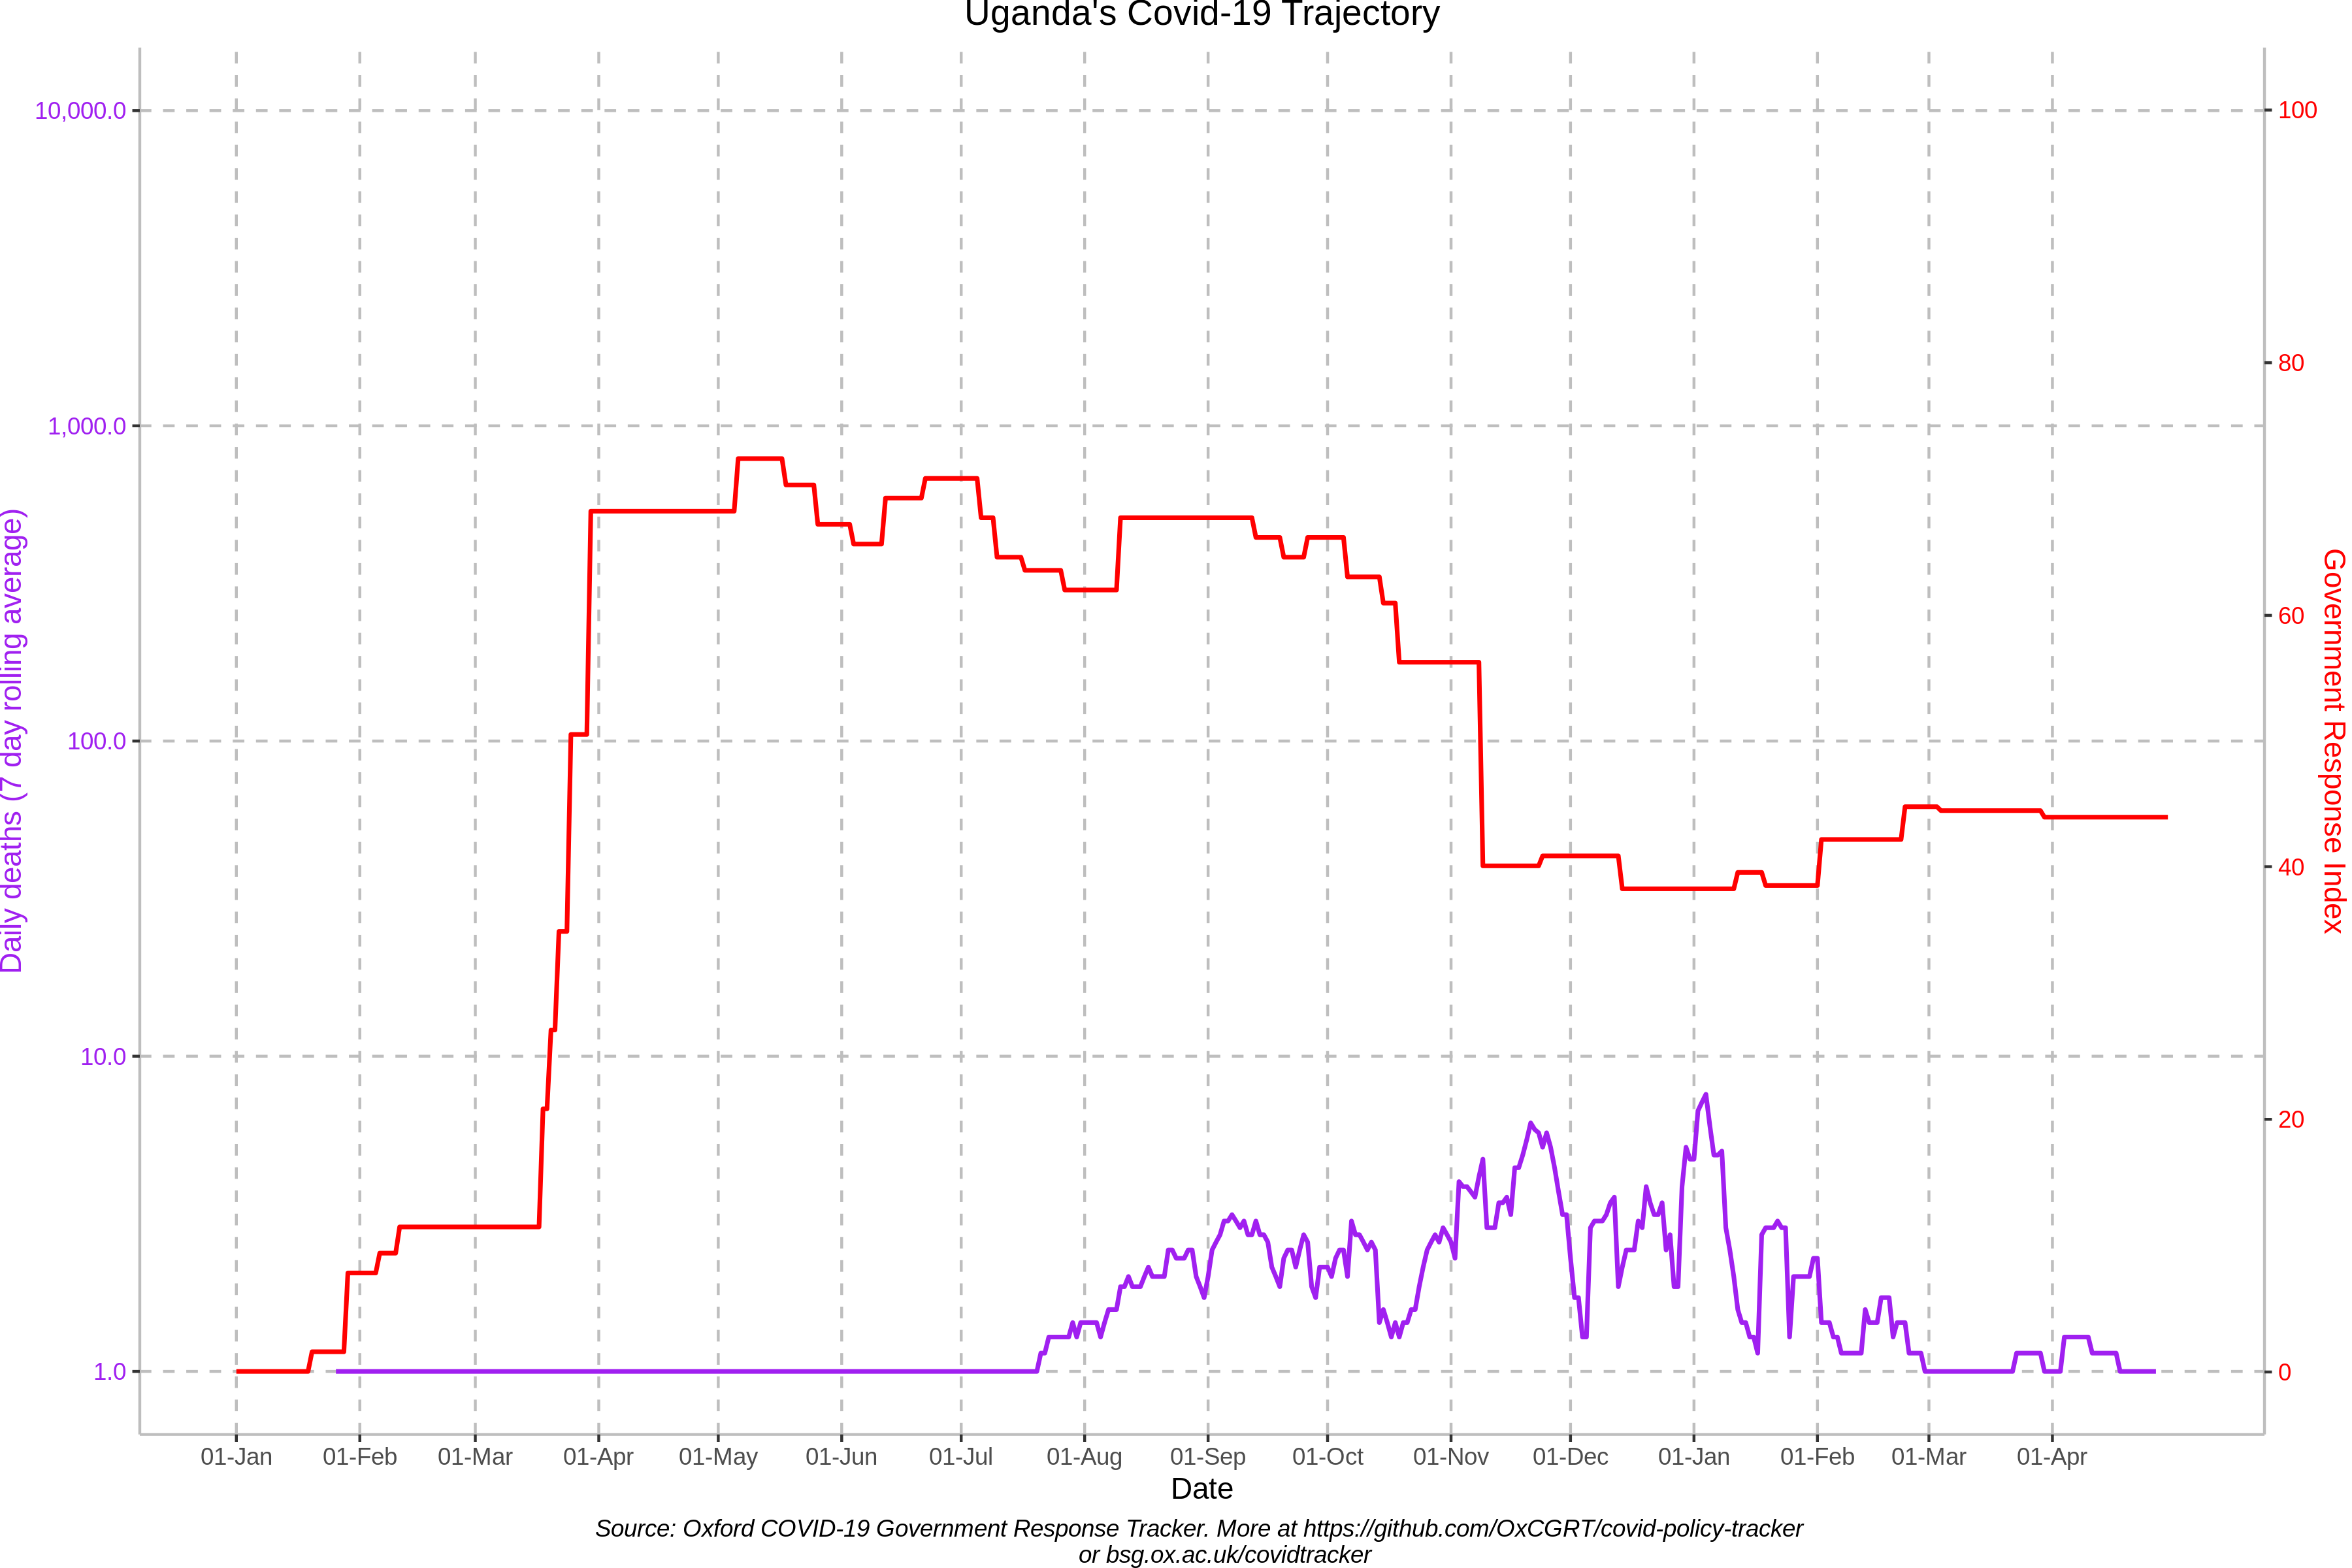 Uganda's Covid-19 Trajectory
10,000.0
1,000.0
100.0
10.0
1.0
Daily deaths (7 day rolling average)
100
80
60
40
20
0
Government Response Index
01-Jan 01-Feb 01-Mar 01-Apr 01-May 01-Jun 01-Jul 01-Aug 01-Sep 01-Oct 01-Nov 01-Dec 01-Jan 01-Feb 01-Mar 01-Apr
Date
Source: Oxford COVID-19 Government Response Tracker. More at https://github.com/OxCGRT/covid-policy-tracker
or bsg.ox.ac.uk/covidtracker